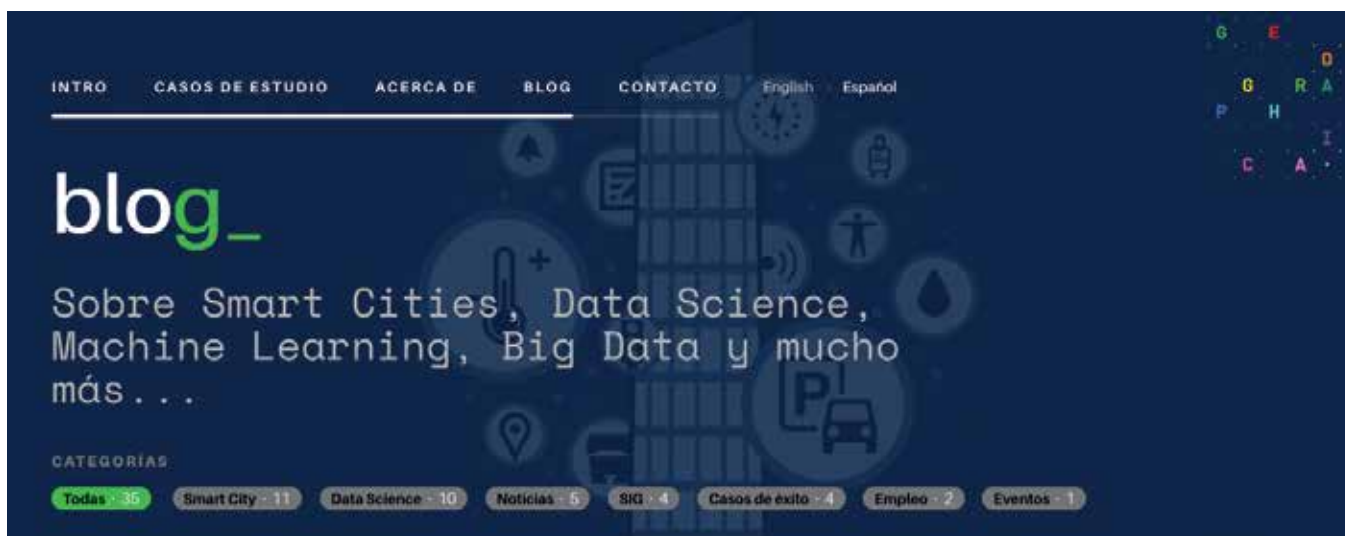 INTRO CASOS DE ESTUDIO ACERCA DE BLOG CONTACTO English Español
G E
O
G R A
P H
I
C A
blog_
Sobre Smart Cities, Data Science,
Machine Learning, Big Data y mucho
más...
CATEGORÍAS
Todas · 35 Smart City · 11 Data Science · 10 Noticias · 5 SIG · 4 Casos de éxito · 4 Empleo · 2 Eventos · 1
P